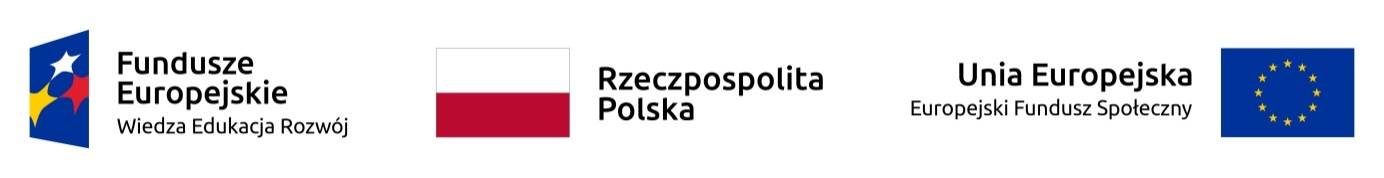 Fundusze
Europejskie
Wiedza Edukacja Rozwój
Rzeczpospolita
Polska
Unia Europejska
Europejski Fundusz Społeczny